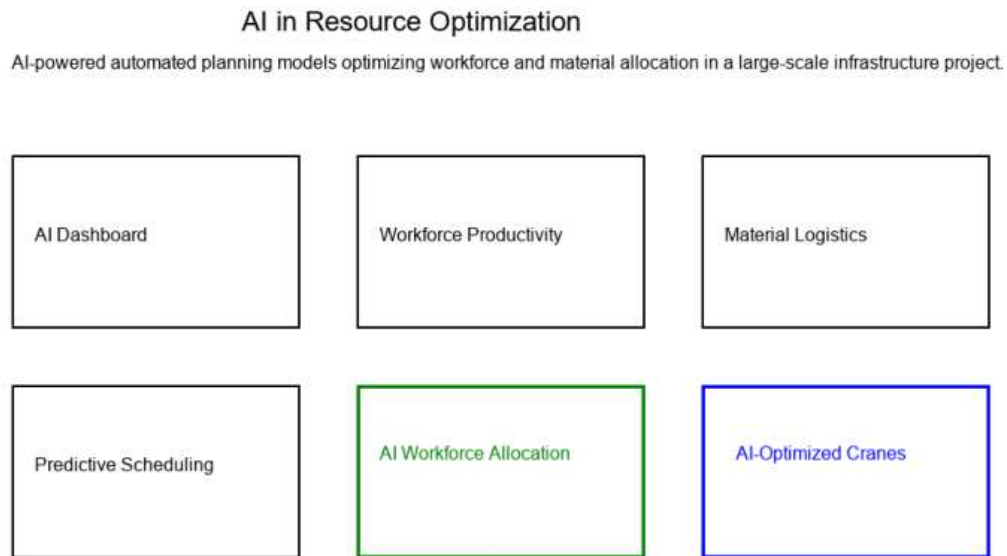 AI in Resource Optimization
AI-powered automated planning models optimizing workforce and material allocation in a large-scale infrastructure project.
AI Dashboard
Workforce Productivity
Material Logistics
Predictive Scheduling
AI Workforce Allocation
AI-Optimized Cranes